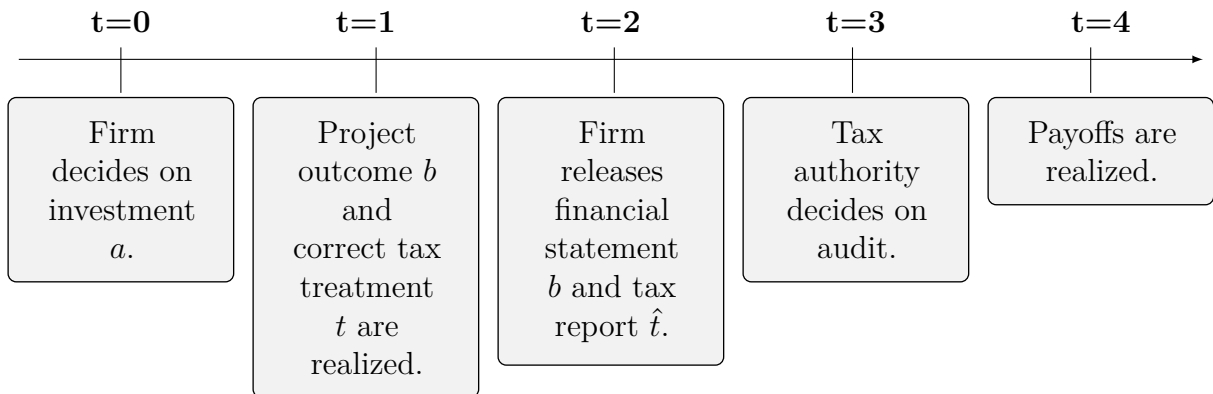 t=0
t=1
t=2
t=3
t=4
Firm
decides on
investment
a.
Project
outcome b
and
correct tax
treatment
t are
realized.
Firm
releases
financial
statement
b and tax
report t̂.
Tax
authority
decides on
audit.
Payoffs are
realized.